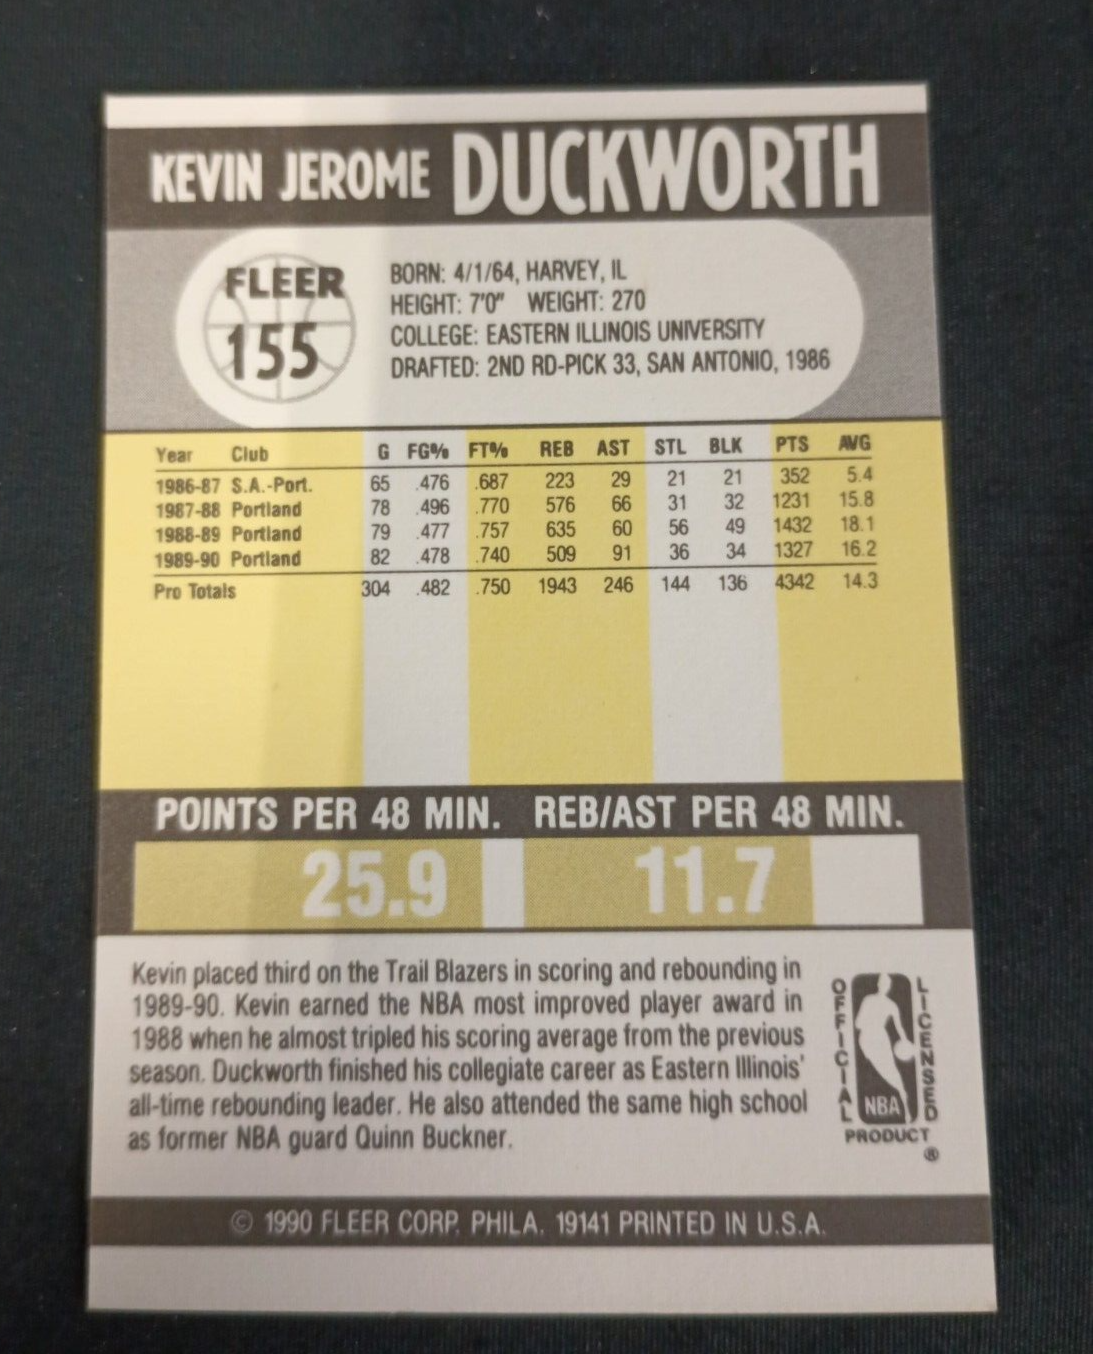 KEVIN JEROME DUCKWORTH
FLEER
155
BORN: 4/1/64, HARVEY, IL
HEIGHT: 7'0" WEIGHT: 270
COLLEGE: EASTERN ILLINOIS UNIVERSITY
DRAFTED: 2ND RD-PICK 33, SAN ANTONIO, 1986
Year Club G FG% FT% REB AST STL BLK PTS AVG
1986-87 S.A.-Port. 65 .476 .687 223 29 21 21 352 5.4
1987-88 Portland 78 .496 .770 576 66 31 32 1231 15.8
1988-89 Portland 79 .477 .757 635 60 56 49 1432 18.1
1989-90 Portland 82 .478 .740 509 91 36 34 1327 16.2
Pro Totals 304 .482 .750 1943 246 144 136 4342 14.3
POINTS PER 48 MIN. REB/AST PER 48 MIN.
25.9 11.7
Kevin placed third on the Trail Blazers in scoring and rebounding in
1989-90. Kevin earned the NBA most improved player award in
1988 when he almost tripled his scoring average from the previous
season. Duckworth finished his collegiate career as Eastern Illinois'
all-time rebounding leader. He also attended the same high school
as former NBA guard Quinn Buckner.
OFFICIAL
LICENSED
NBA
PRODUCT
®
© 1990 FLEER CORP. PHILA. 19141 PRINTED IN U.S.A.